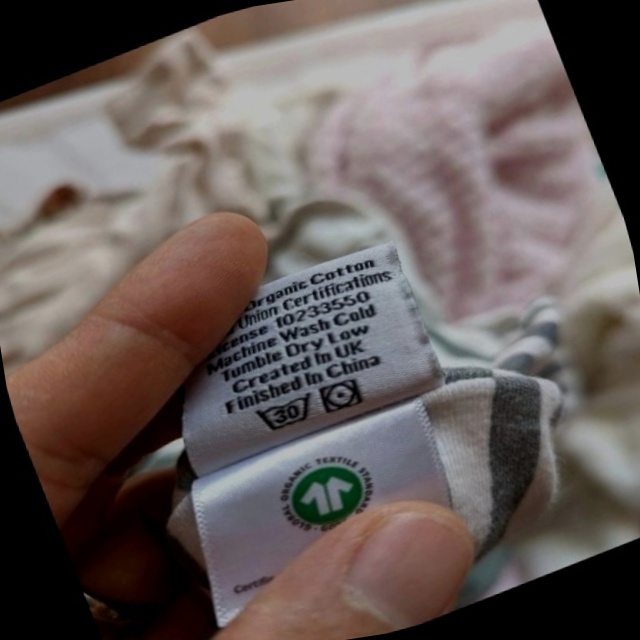 Organic Cotton
Union Certifications
License 10233550
Machine Wash Cold
Tumble Dry Low
Created In UK
Finished In China
30
GLOBAL ORGANIC TEXTILE STANDARD